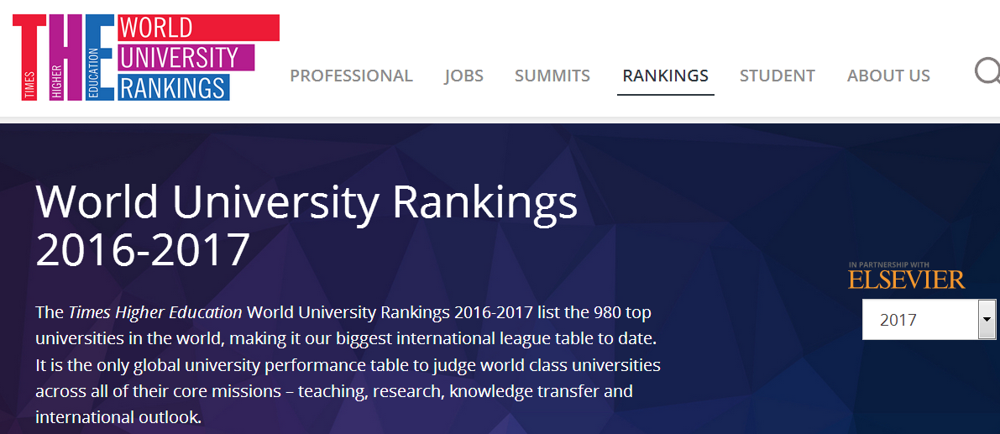 THE WORLD
UNIVERSITY
RANKINGS
TIMES
HIGHER
EDUCATION
PROFESSIONAL JOBS SUMMITS RANKINGS STUDENT ABOUT US
World University Rankings
2016-2017
IN PARTNERSHIP WITH
ELSEVIER
2017
The Times Higher Education World University Rankings 2016-2017 list the 980 top
universities in the world, making it our biggest international league table to date.
It is the only global university performance table to judge world class universities
across all of their core missions – teaching, research, knowledge transfer and
international outlook.